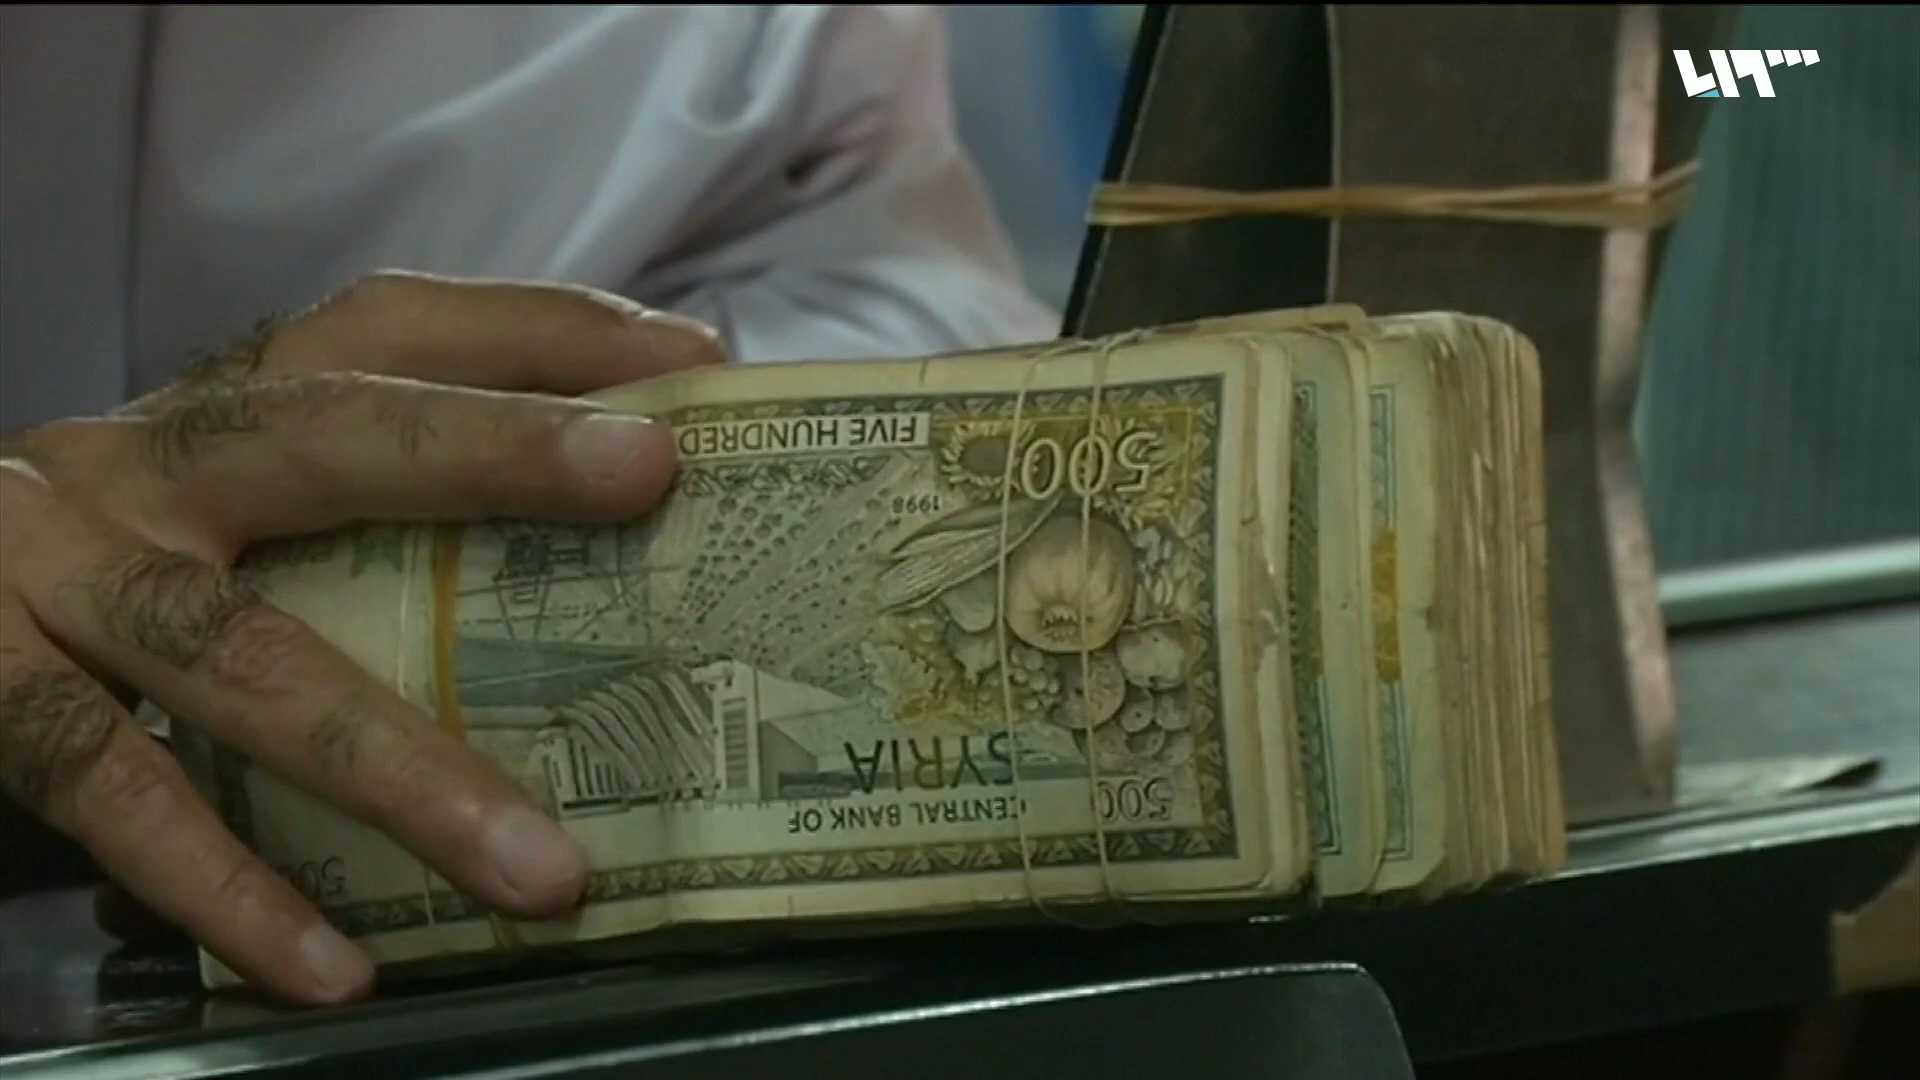 500 CENTRAL BANK OF
SYRIA
1998
500
FIVE HUNDRED